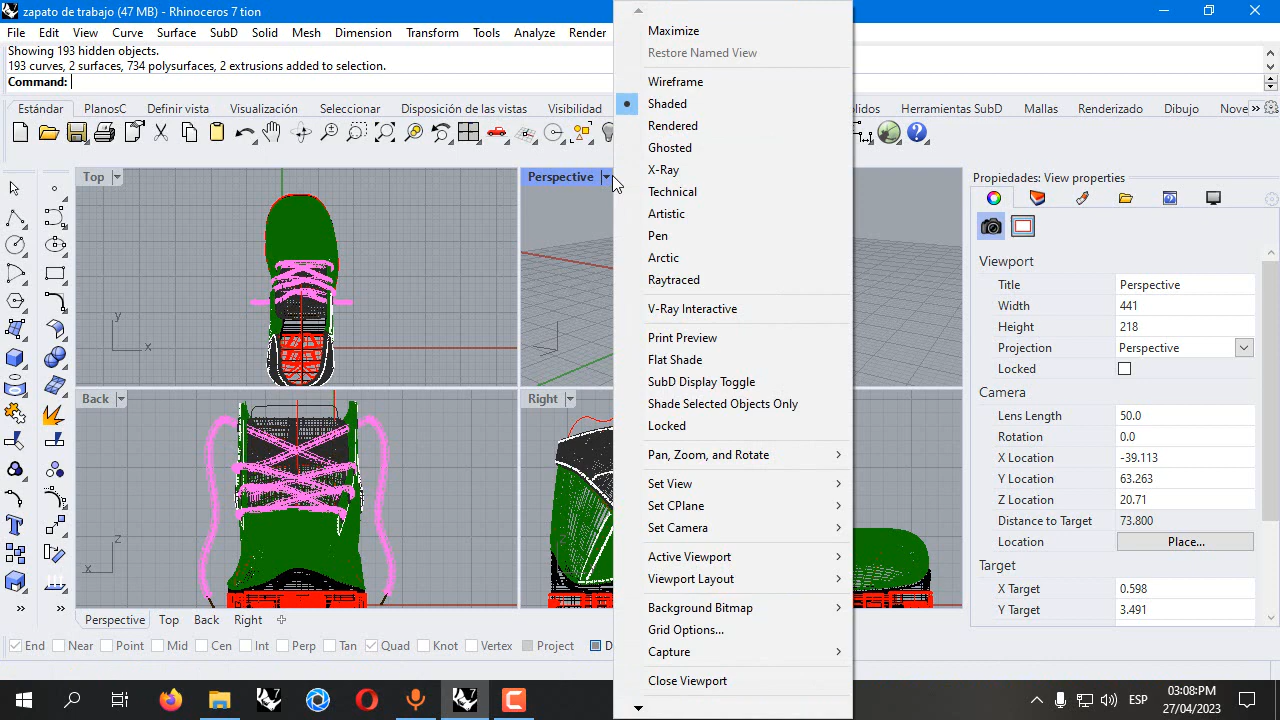 zapato de trabajo (47 MB) - Rhinoceros 7 tion
File Edit View Curve Surface SubD Solid Mesh Dimension Transform Tools Analyze Render
Showing 193 hidden objects.
193 curves, 2 surfaces, 734 polysurfaces, 2 extrusions added to selection.
Command:
Estándar PlanosC Definir vista Visualización Seleccionar Disposición de las vistas Visibilidad
ólidos Herramientas SubD Mallas Renderizado Dibujo Nove
Top
y
x
Perspective
Back
z
x
Right
z
Maximize
Restore Named View
Wireframe
Shaded
Rendered
Ghosted
X-Ray
Technical
Artistic
Pen
Arctic
Raytraced
V-Ray Interactive
Print Preview
Flat Shade
SubD Display Toggle
Shade Selected Objects Only
Locked
Pan, Zoom, and Rotate
Set View
Set CPlane
Set Camera
Active Viewport
Viewport Layout
Background Bitmap
Grid Options...
Capture
Close Viewport
Propiedades: View properties
Viewport
Title Perspective
Width 441
Height 218
Projection Perspective
Locked
Camera
Lens Length 50.0
Rotation 0.0
X Location -39.113
Y Location 63.263
Z Location 20.71
Distance to Target 73.800
Location Place...
Target
X Target 0.598
Y Target 3.491
Perspective Top Back Right
End Near Point Mid Cen Int Perp Tan Quad Knot Vertex Project D
ESP
03:08:PM
27/04/2023